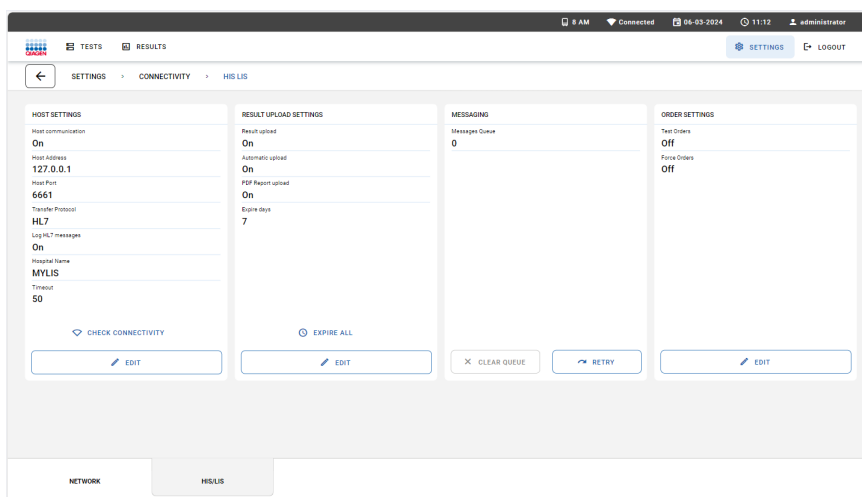 8 AM Connected 06-03-2024 11:12 administrator
QIAGEN TESTS RESULTS SETTINGS LOGOUT
SETTINGS > CONNECTIVITY > HIS LIS
HOST SETTINGS
Host communication
On
Host Address
127.0.0.1
Host Port
6661
Transfer Protocol
HL7
Log HL7 messages
On
Hospital Name
MYLIS
Timeout
50
CHECK CONNECTIVITY
EDIT
RESULT UPLOAD SETTINGS
Result upload
On
Automatic upload
On
PDF Report upload
On
Expire days
7
EXPIRE ALL
EDIT
MESSAGING
Messages Queue
0
CLEAR QUEUE
RETRY
ORDER SETTINGS
Test Orders
Off
Force Orders
Off
EDIT
NETWORK HIS/LIS